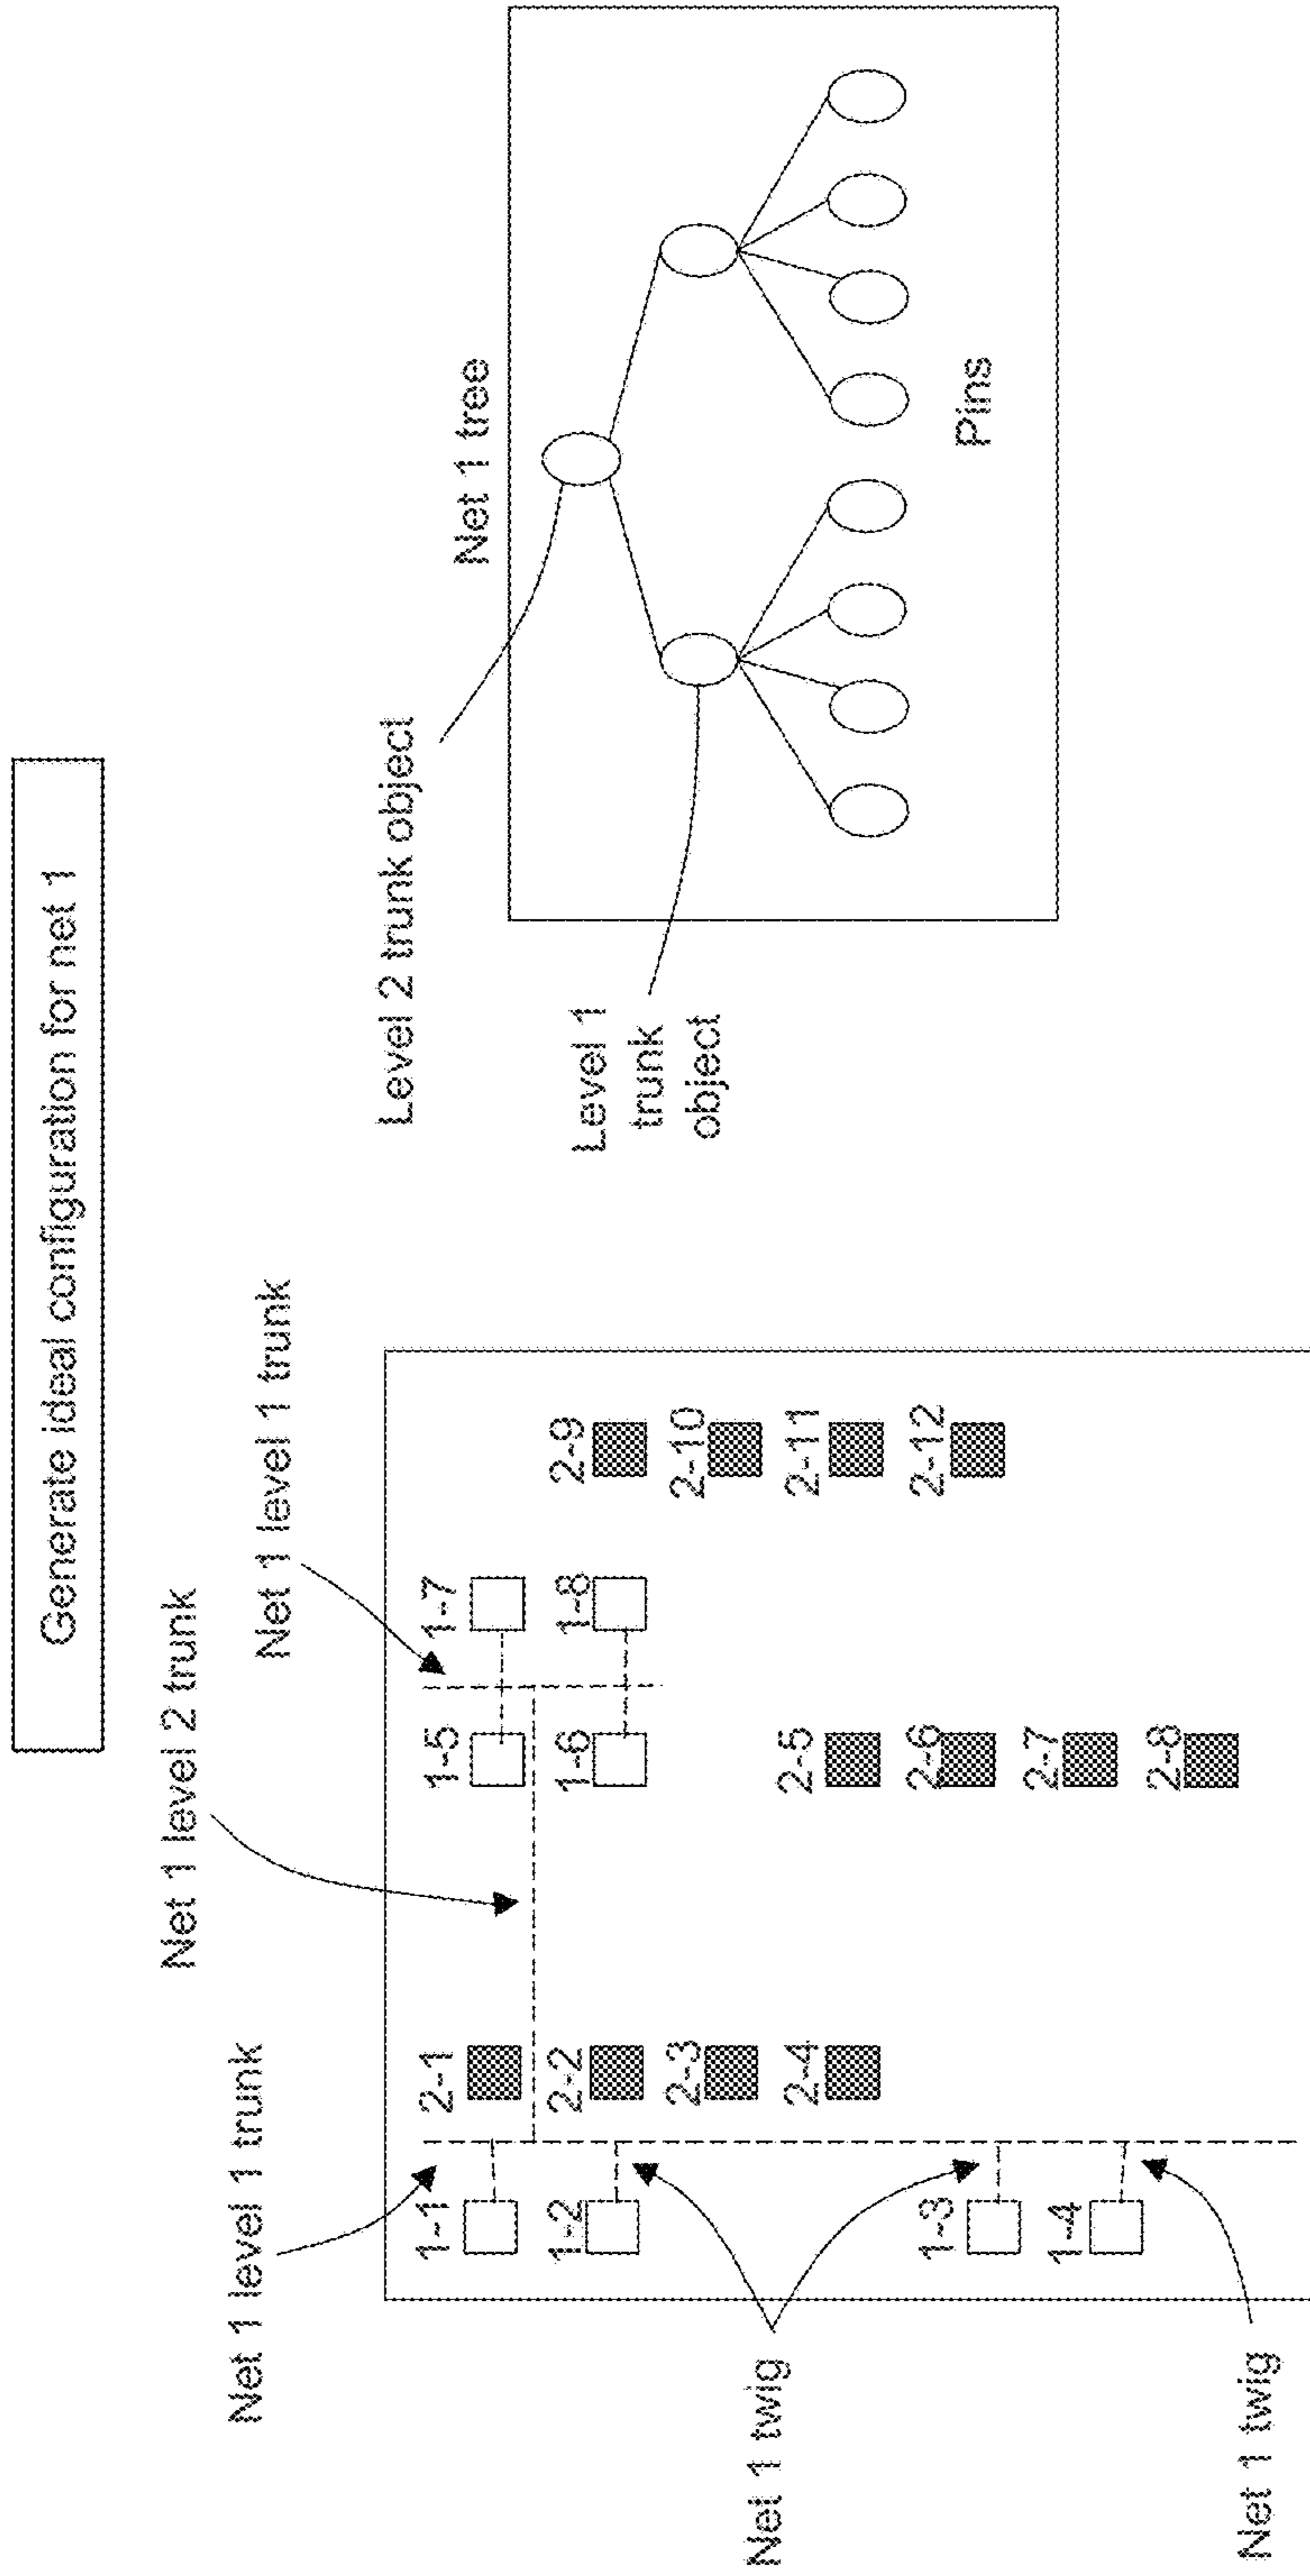 Generate ideal configuration for net 1
Net 1 level 1 trunk
Net 1 level 2 trunk
Net 1 level 1 trunk
1-1
2-1
1-5
1-7
1-2
2-2
1-6
1-8
2-9
2-3
2-10
2-4
2-5
2-11
1-3
2-6
2-12
1-4
2-7
2-8
Net 1 twig
Net 1 twig
Level 2 trunk object
Net 1 tree
Level 1
trunk
object
Pins